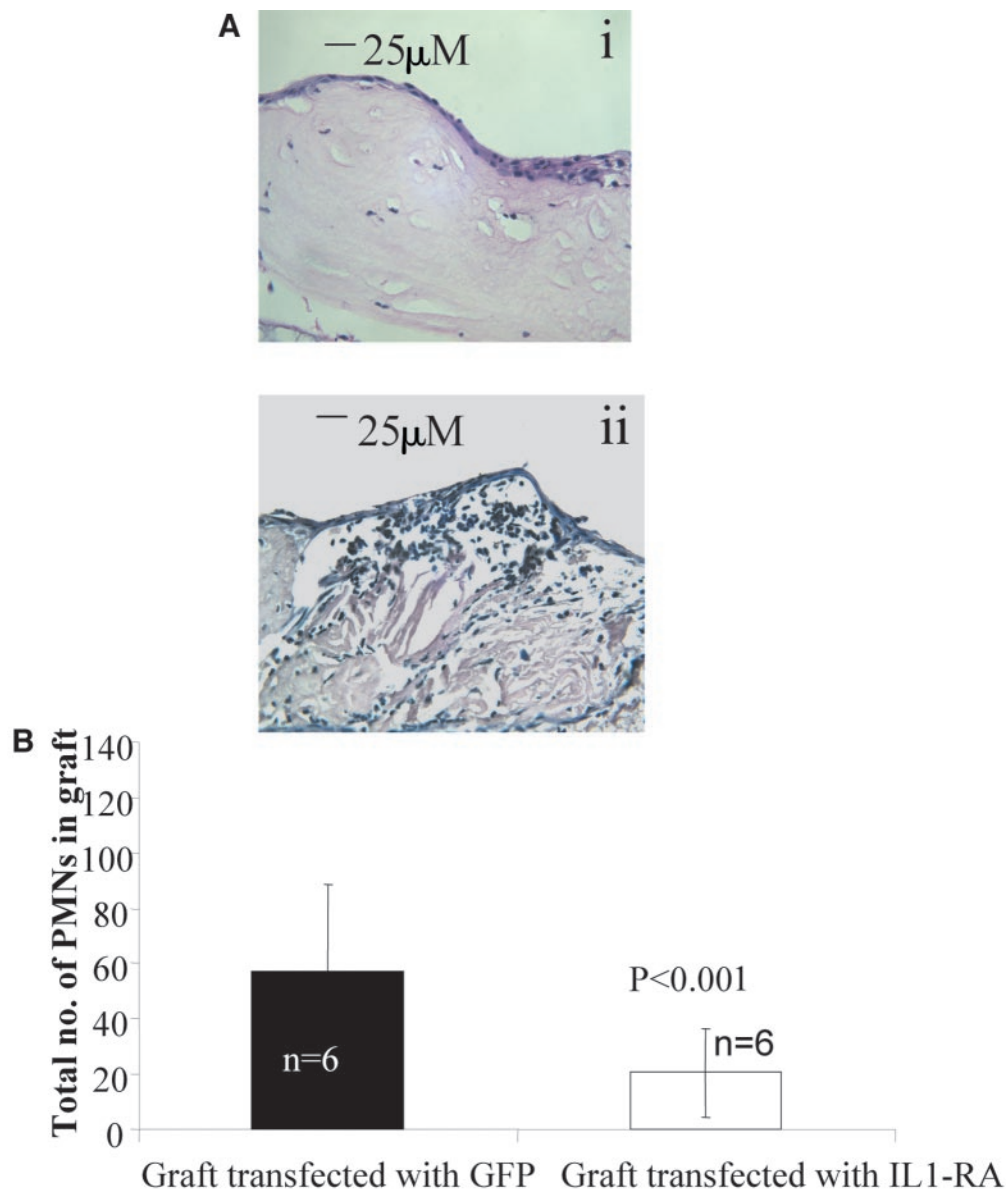 A
25μM
i
25μM
ii
B
Total no. of PMNs in graft
140
120
100
80
60
40
20
0
n=6
P<0.001
n=6
Graft transfected with GFP
Graft transfected with IL1-RA